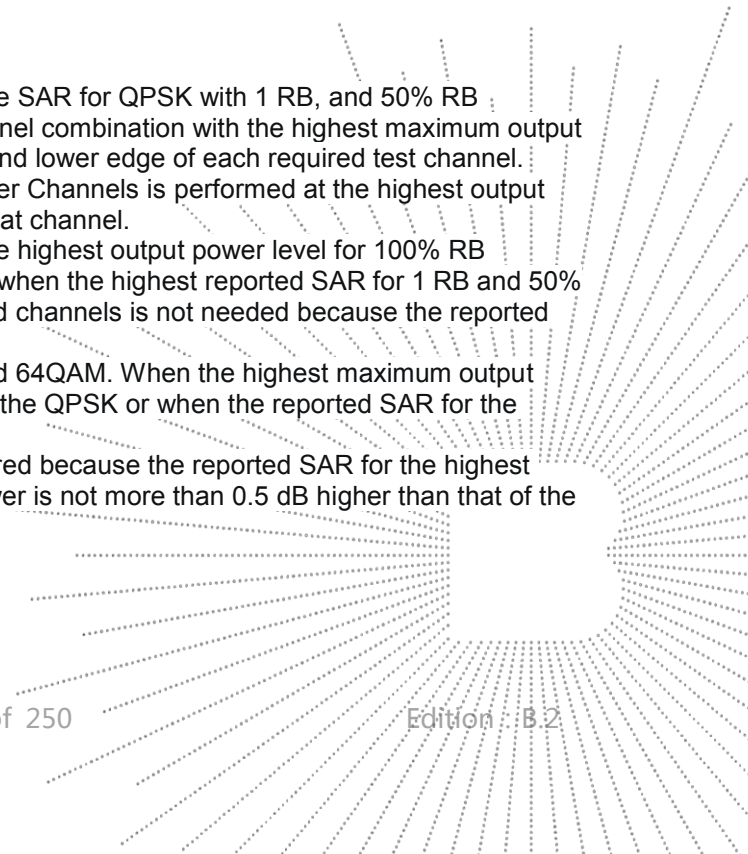 e SAR for QPSK with 1 RB, and 50% RB
nel combination with the highest maximum output
nd lower edge of each required test channel.
er Channels is performed at the highest output
at channel.
e highest output power level for 100% RB
when the highest reported SAR for 1 RB and 50%
d channels is not needed because the reported
d 64QAM. When the highest maximum output
the QPSK or when the reported SAR for the
red because the reported SAR for the highest
ver is not more than 0.5 dB higher than that of the
of 250
Edition : B.2